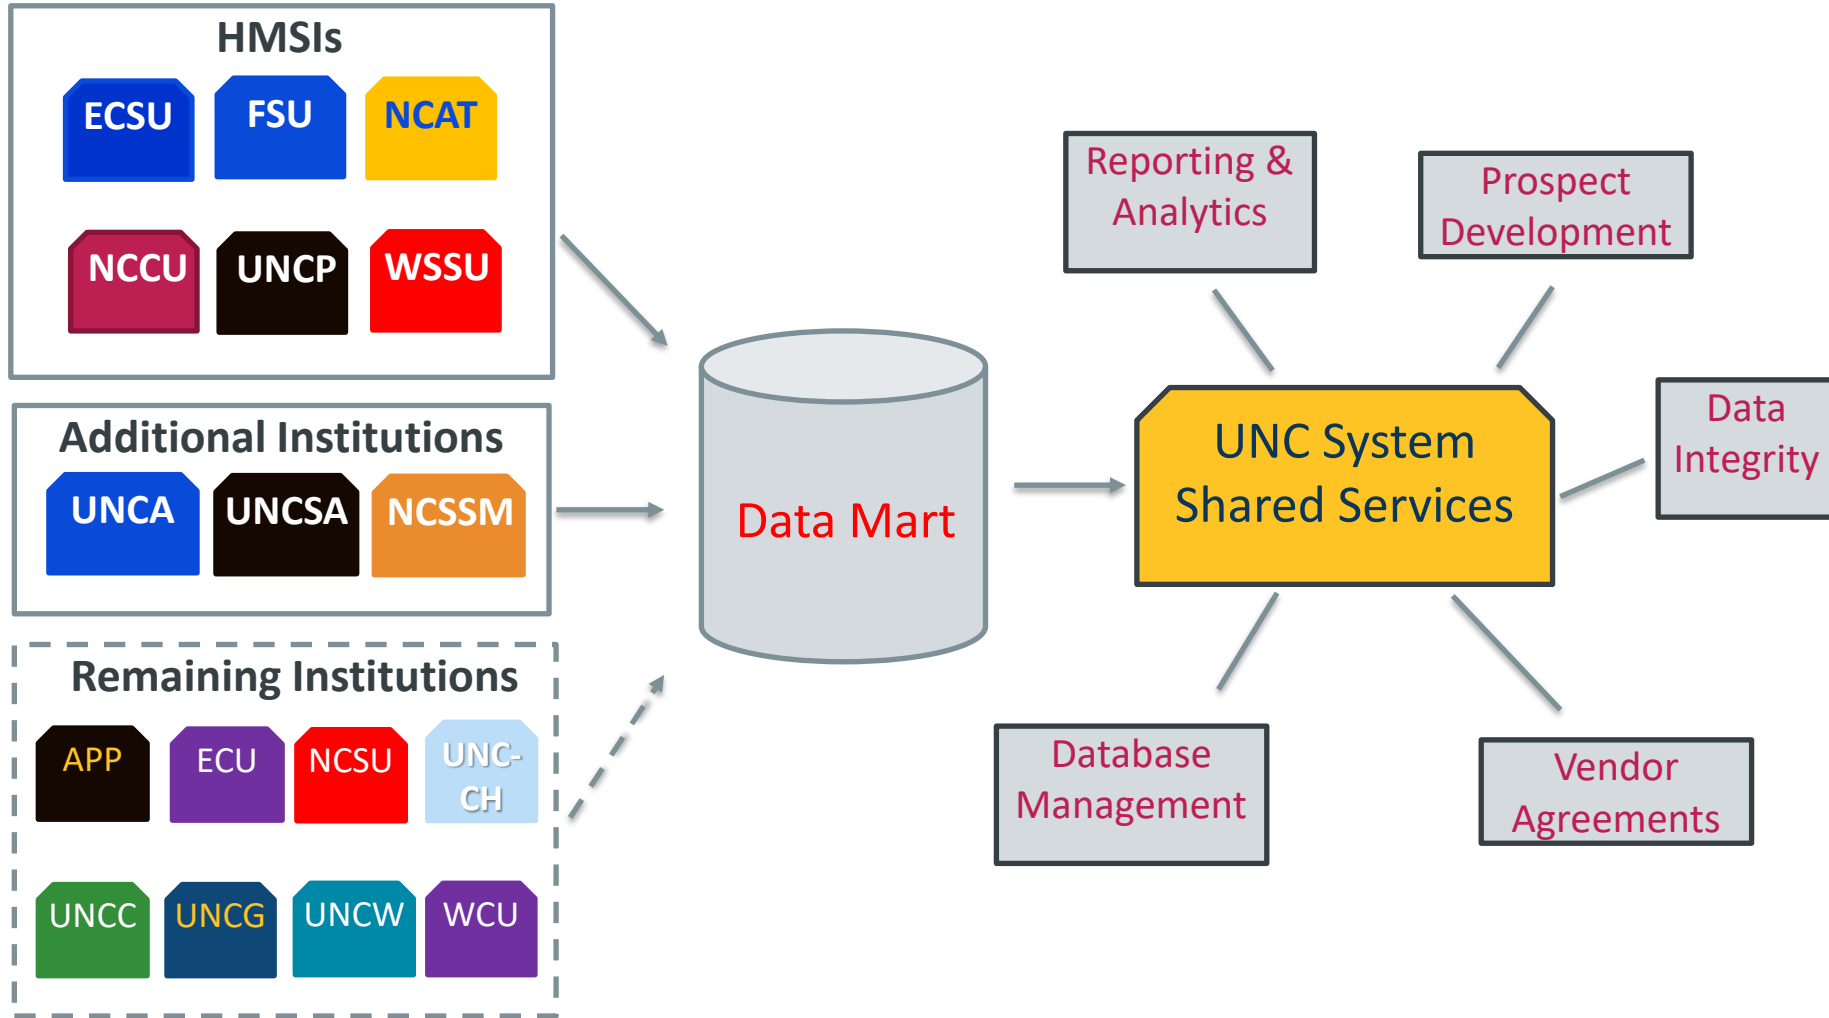 HMSIs
ECSU
FSU
NCAT
NCCU
UNCP
WSSU
Additional Institutions
UNCA
UNCSA
NCSSM
Remaining Institutions
APP
ECU
NCSU
UNC-
CH
UNCC
UNCG
UNCW
WCU
Data Mart
UNC System
Shared Services
Reporting &
Analytics
Prospect
Development
Data
Integrity
Database
Management
Vendor
Agreements